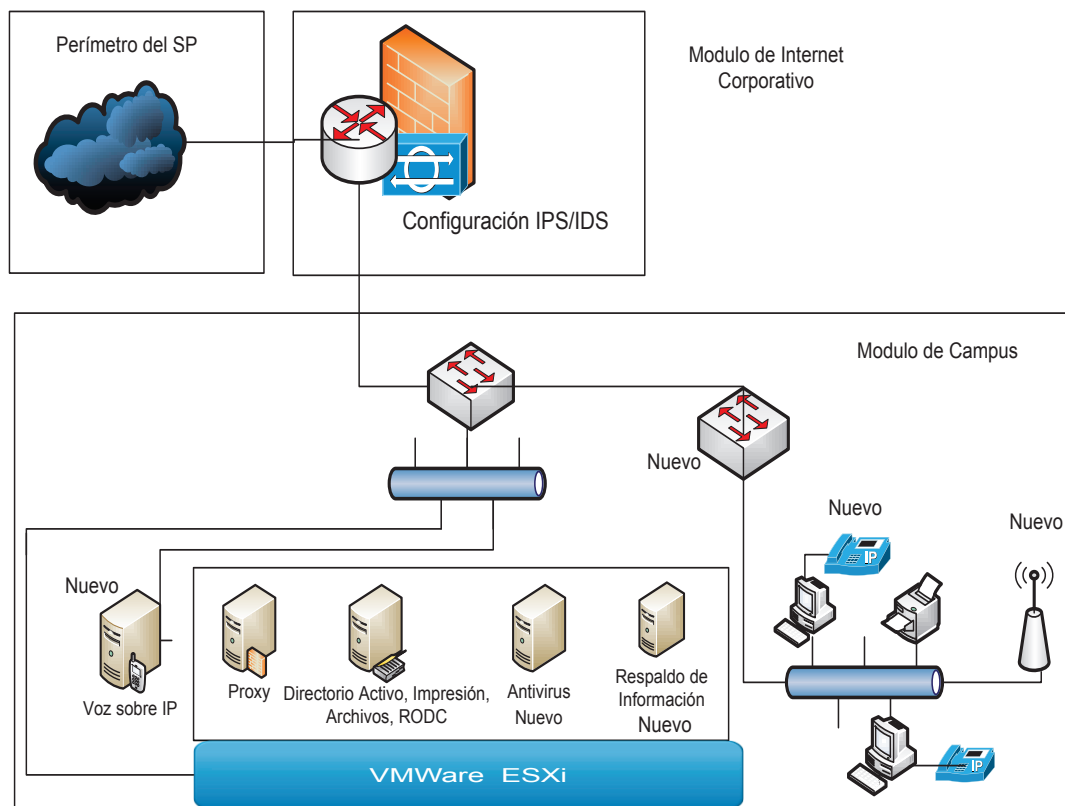 Perímetro del SP
Modulo de Internet
Corporativo
Configuración IPS/IDS
Modulo de Campus
Nuevo
Nuevo
IP
Nuevo
Nuevo
Voz sobre IP
Proxy
Directorio Activo, Impresión,
Archivos, RODC
Antivirus
Nuevo
Respaldo de
Información
Nuevo
IP
VMWare ESXi